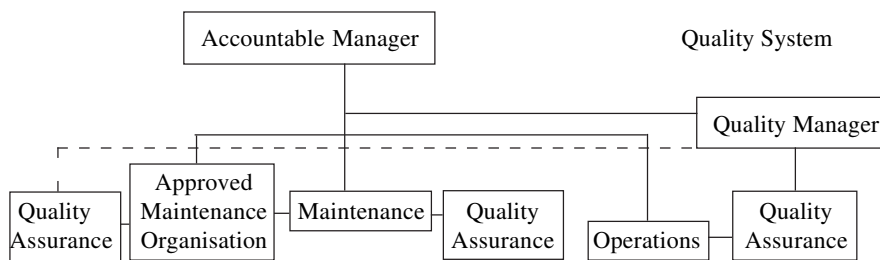 Accountable Manager
Quality System
Quality Manager
Quality
Assurance
Approved
Maintenance
Organisation
Maintenance
Quality
Assurance
Operations
Quality
Assurance